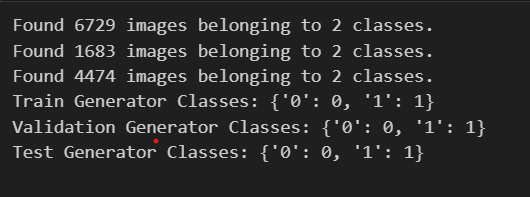 Found 6729 images belonging to 2 classes.
Found 1683 images belonging to 2 classes.
Found 4474 images belonging to 2 classes.
Train Generator Classes: {'0': 0, '1': 1}
Validation Generator Classes: {'0': 0, '1': 1}
Test Generator Classes: {'0': 0, '1': 1}